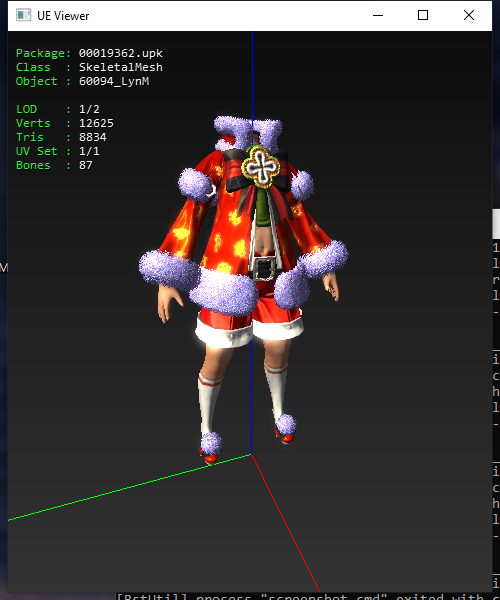 UE Viewer
Package: 00019362.upk
Class  : SkeletalMesh
Object : 60094_LynM
LOD    : 1/2
Verts  : 12625
Tris   : 8834
UV Set : 1/1
Bones  : 87